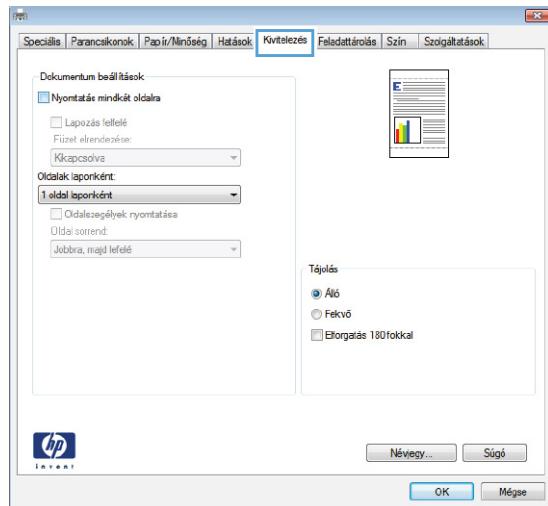 Speciális Parancsikonok Papír/Minőség Hatások Kivitelezés Feladattárolás Szín Szolgáltatások
Dokumentum beállítások
Nyomtatás mindkét oldalra
Lapozás felfelé
Füzet elrendezése:
Kikapcsolva
Oldalak laponként:
1 oldal laponként
Oldalszegélyek nyomtatása
Oldal sorrend:
Jobbra, majd lefelé
E
Tájolás
Álló
Fekvő
Elforgatás 180 fokkal
hp
invent
Névjegy... Súgó
OK Mégse